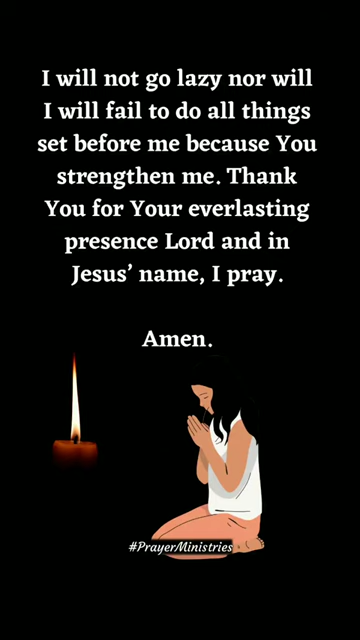 I will not go lazy nor will
I will fail to do all things
set before me because You
strengthen me. Thank
You for Your everlasting
presence Lord and in
Jesus’ name, I pray.
Amen.
#PrayerMinistries